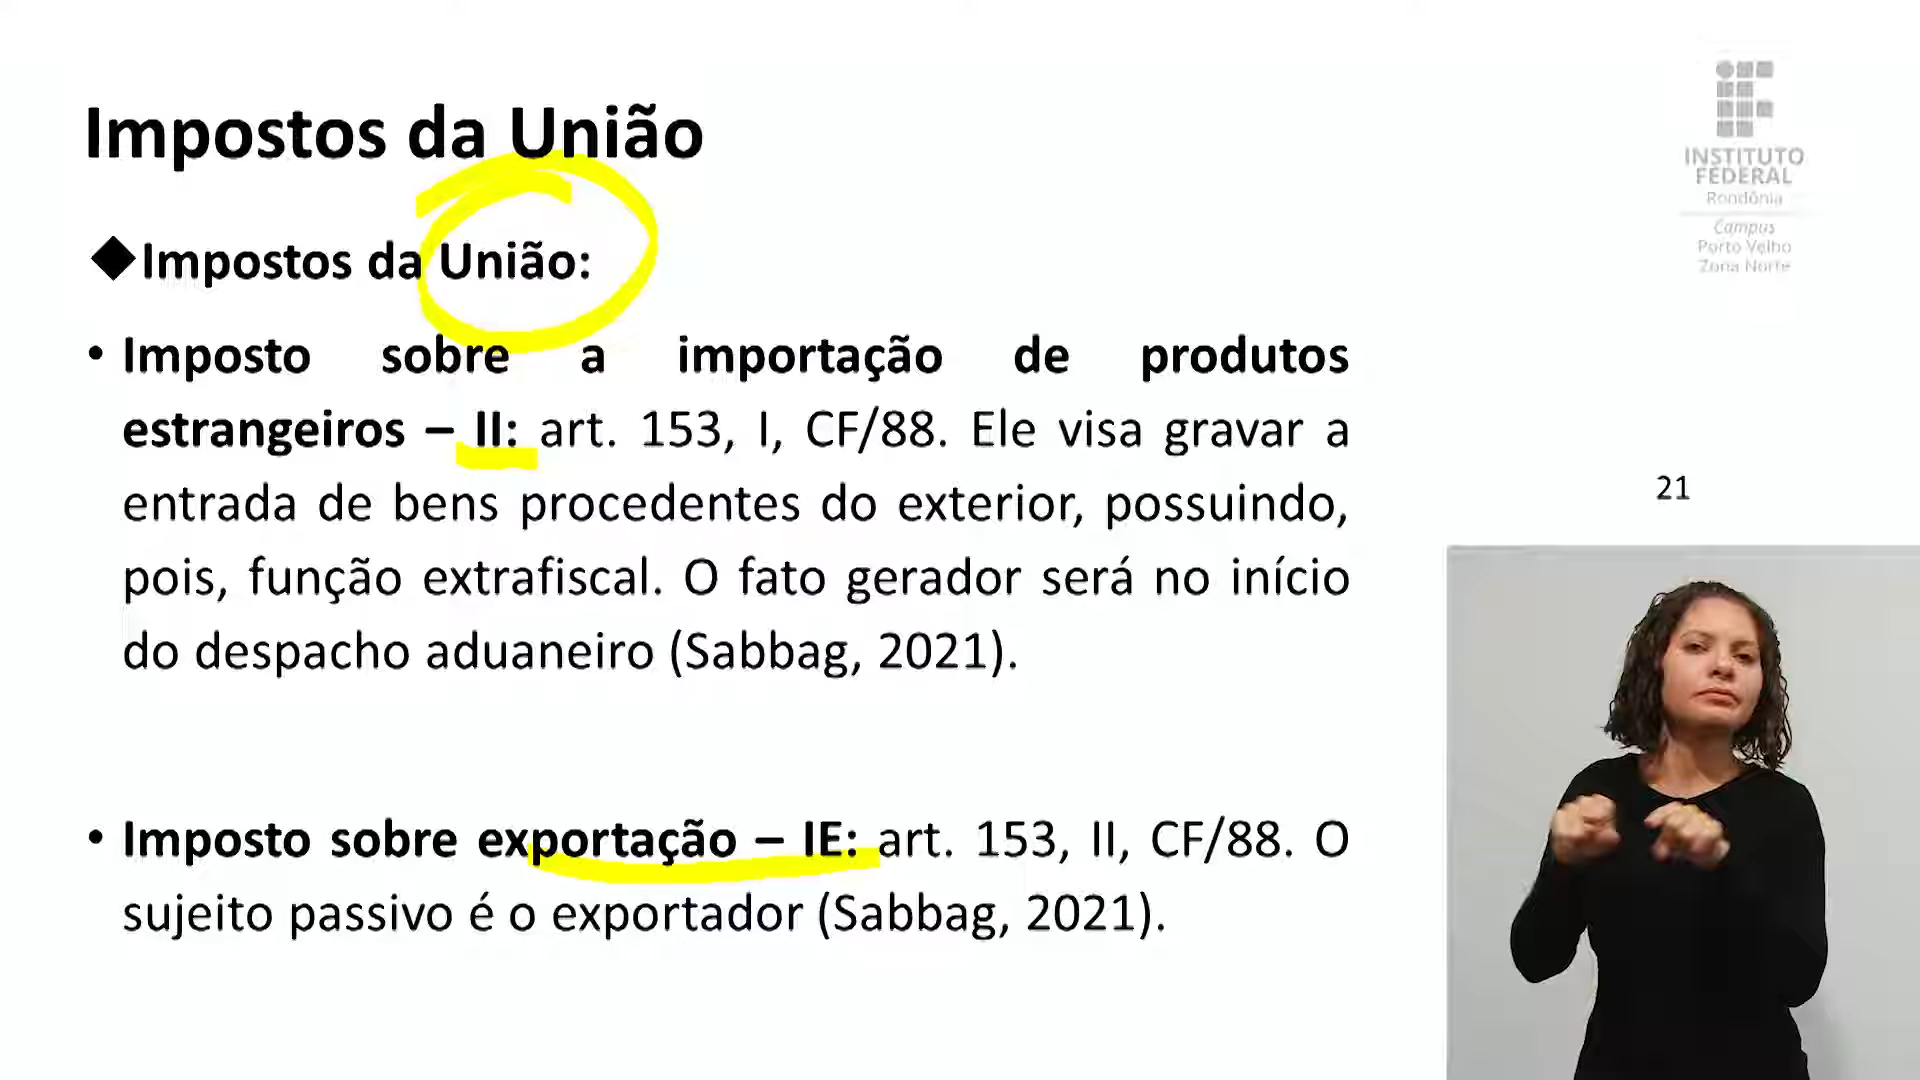 Impostos da União
◆Impostos da União:
• Imposto sobre a importação de produtos
estrangeiros – II: art. 153, I, CF/88. Ele visa gravar a
entrada de bens procedentes do exterior, possuindo,
pois, função extrafiscal. O fato gerador será no início
do despacho aduaneiro (Sabbag, 2021).
• Imposto sobre exportação – IE: art. 153, II, CF/88. O
sujeito passivo é o exportador (Sabbag, 2021).
INSTITUTO
FEDERAL
Rondônia
Campus
Porto Velho
Zona Norte
21